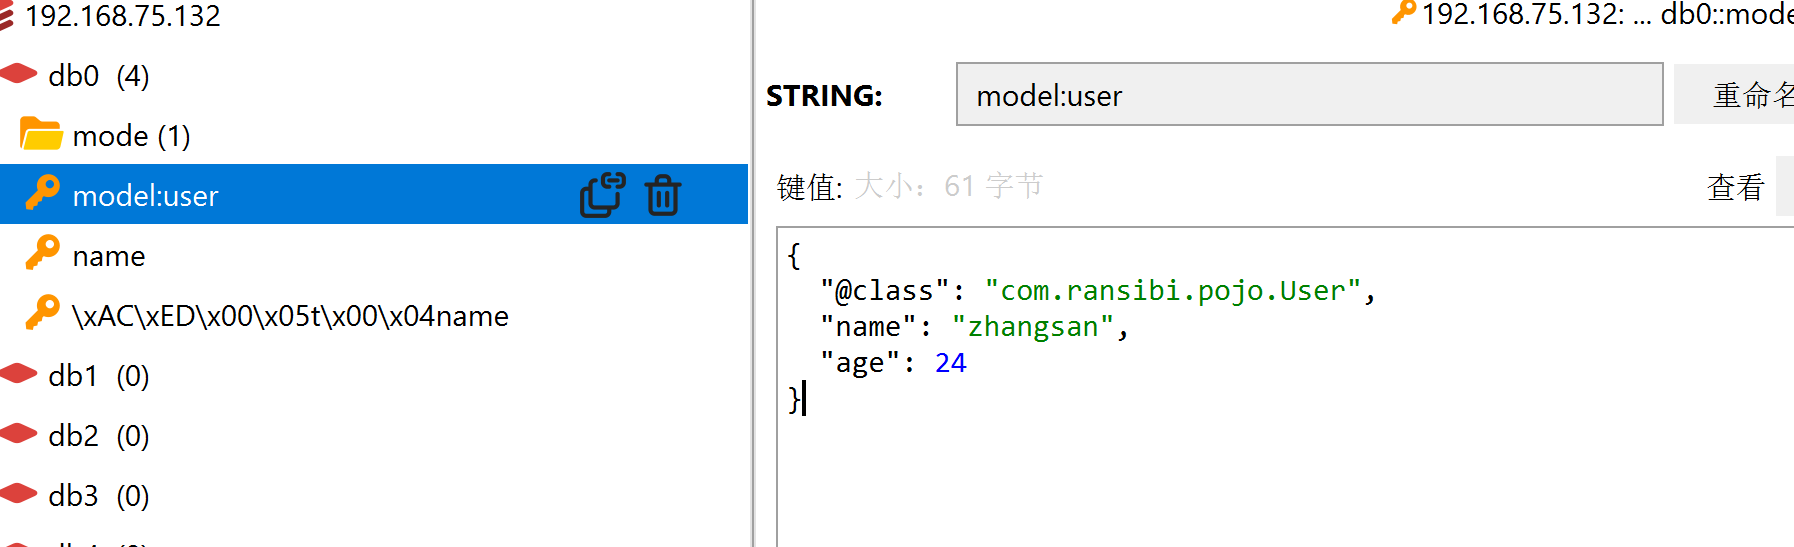 192.168.75.132
db0 (4)
mode (1)
model:user
name
\xAC\xED\x00\x05t\x00\x04name
db1 (0)
db2 (0)
db3 (0)
192.168.75.132: ... db0::mode
STRING:
model:user
重命名
键值: 大小：61 字节
查看
{
"@class": "com.ransibi.pojo.User",
"name": "zhangsan",
"age": 24
}